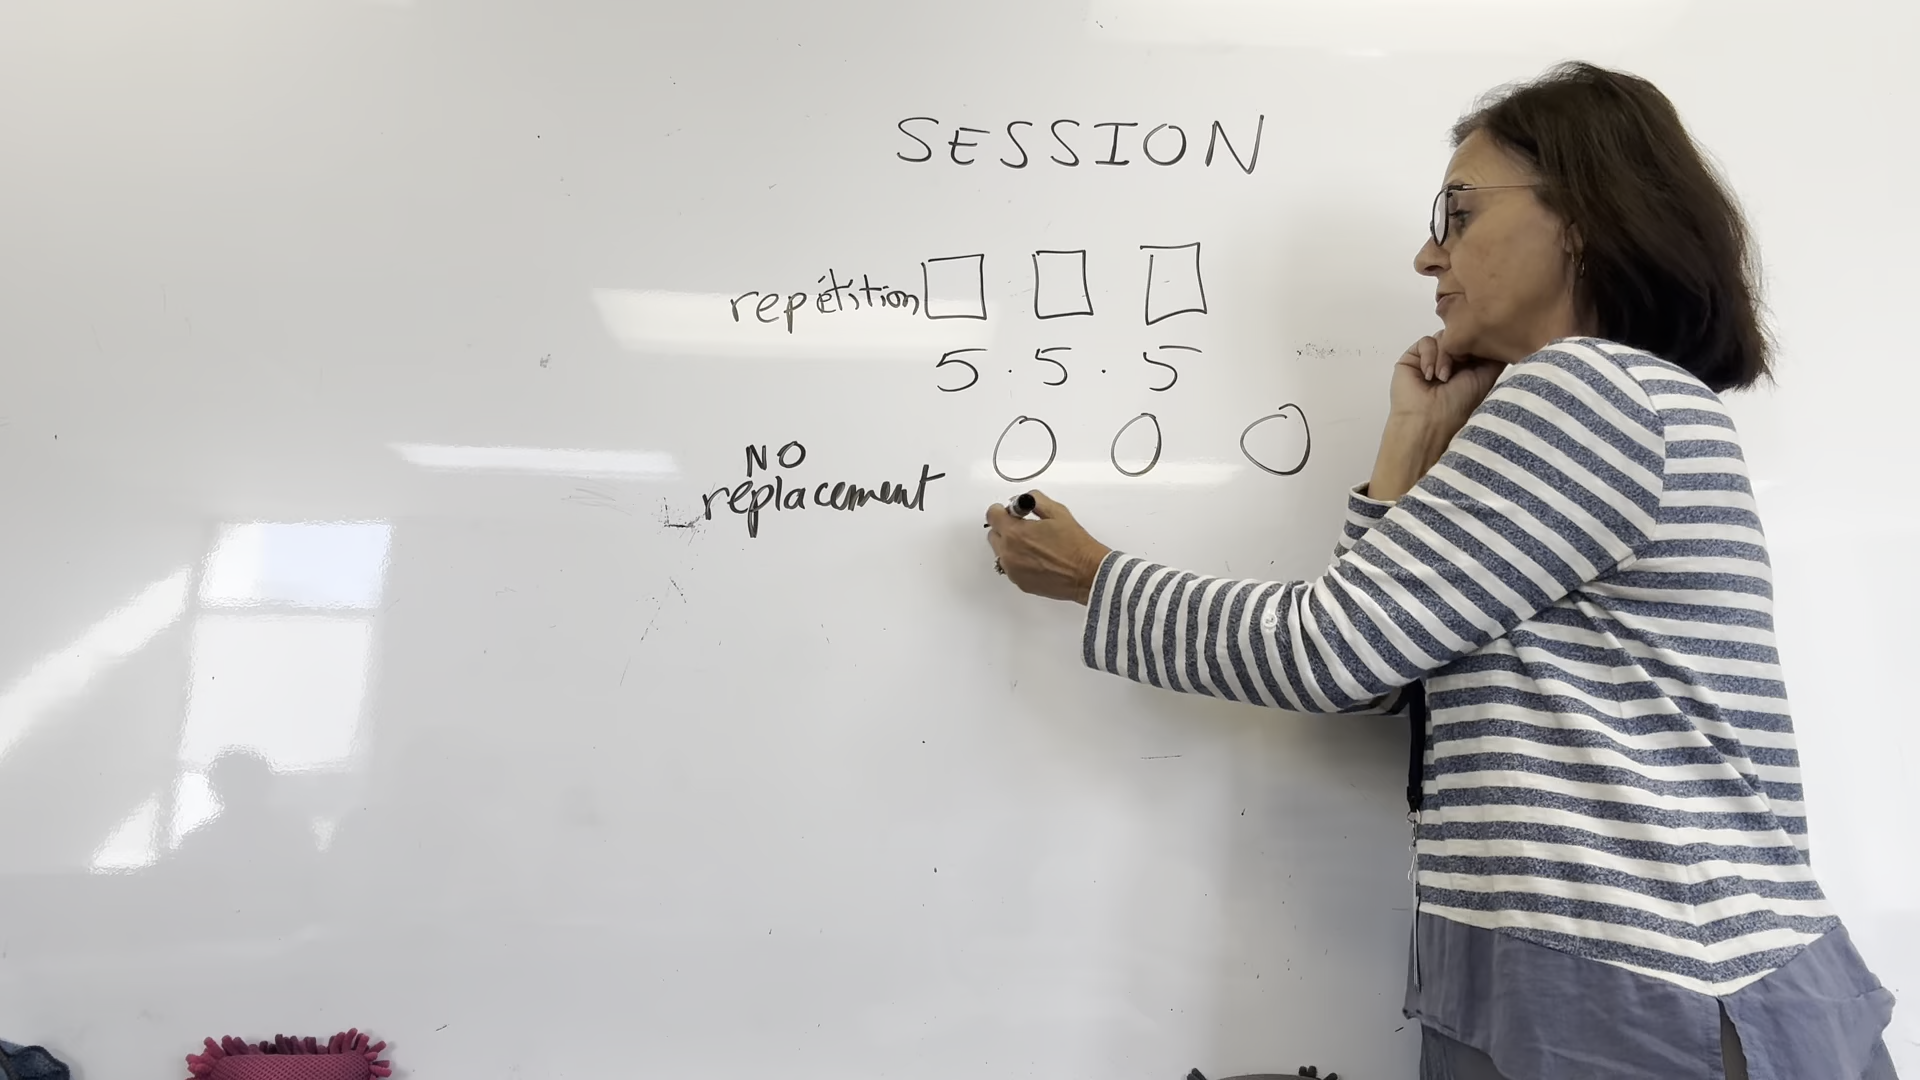 SESSION
repétition
5 . 5 . 5
NO
replacement